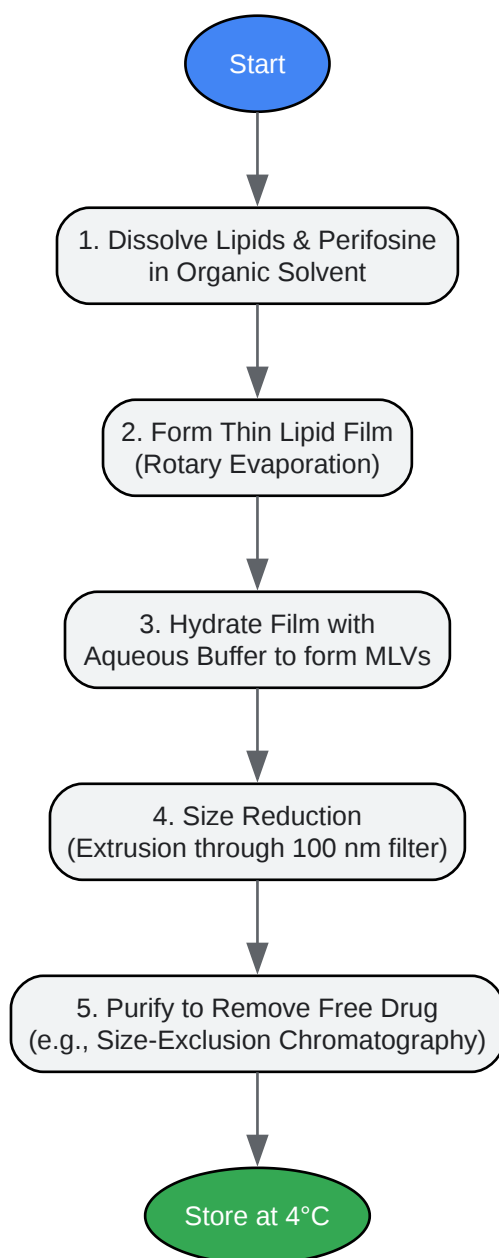 Start
1. Dissolve Lipids & Perifosine
in Organic Solvent
2. Form Thin Lipid Film
(Rotary Evaporation)
3. Hydrate Film with
Aqueous Buffer to form MLVs
4. Size Reduction
(Extrusion through 100 nm filter)
5. Purify to Remove Free Drug
(e.g., Size-Exclusion Chromatography)
Store at 4°C